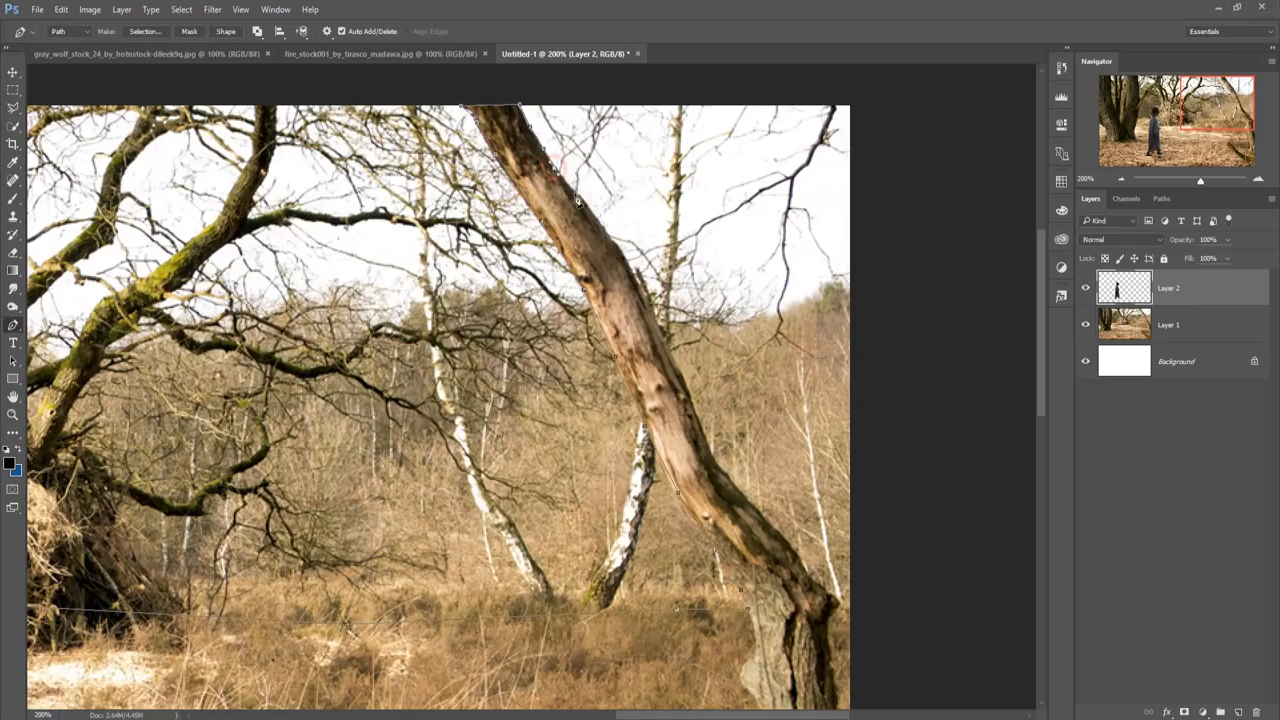 Ps File Edit Image Layer Type Select Filter View Window Help
Path Make: Selection... Mask Shape Auto Add/Delete Align Edges Essentials
gray_wolf_stock_24_by_hotnstock-d8eek9q.jpg @ 100% (RGB/8#) × fire_stock001_by_tirasco_madawa.jpg @ 100% (RGB/8#) × Untitled-1 @ 200% (Layer 2, RGB/8) * ×
Navigator
200%
Layers Channels Paths
Kind
Normal Opacity: 100%
Lock: Fill: 100%
Layer 2
Layer 1
Background
T
200% Doc: 2.64M/4.45M
fx